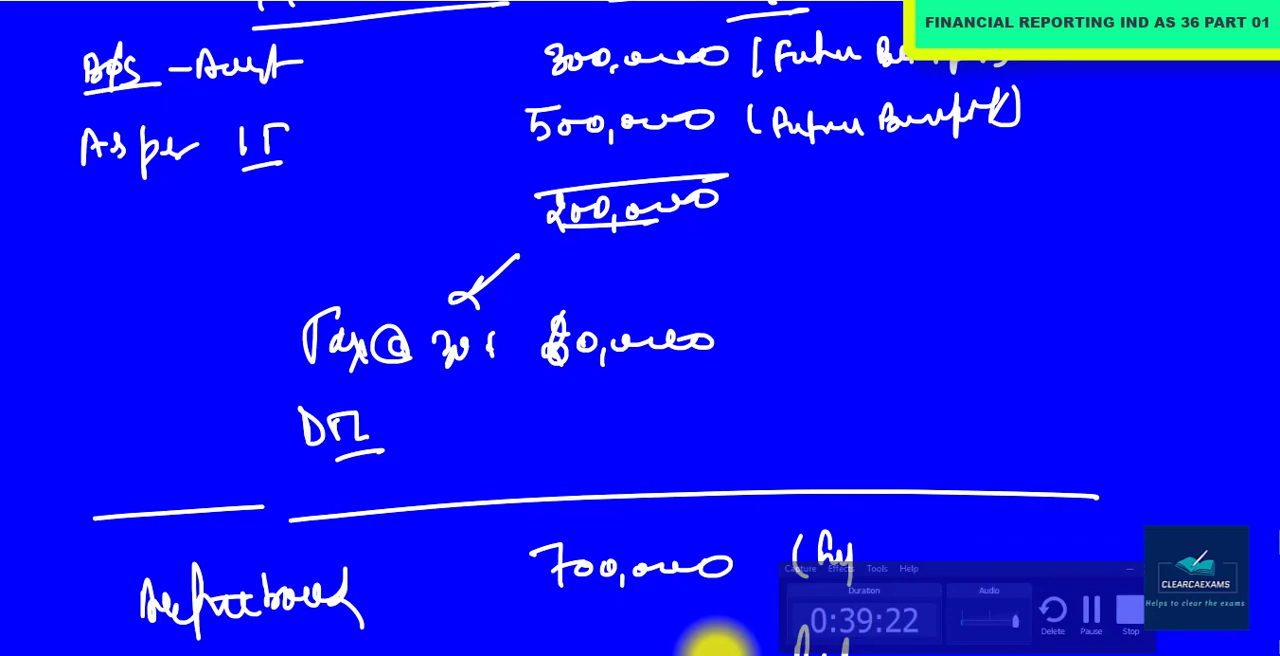 FINANCIAL REPORTING IND AS 36 PART 01
B/S - Asset 300,000 (Future
As per IT 500,000 (Future Benefit)
200,000
Tax@ 30% 60,000
DTL
700,000
Capture Effects Tools Help
Duration Audio
0:39:22
Delete Pause Stop
CLEARCAEXAMS
Helps to clear the exams